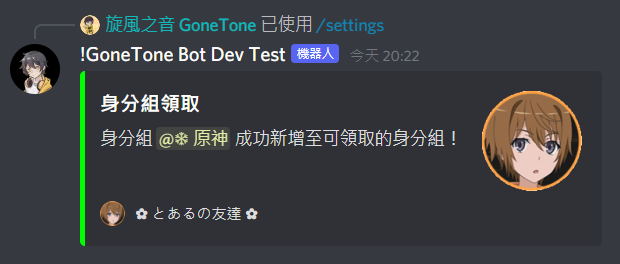 旋風之音 GoneTone 已使用 /settings
!GoneTone Bot Dev Test 機器人 今天 20:22
身分組領取
身分組 @❄ 原神 成功新增至可領取的身分組！
✿ とあるの友達 ✿